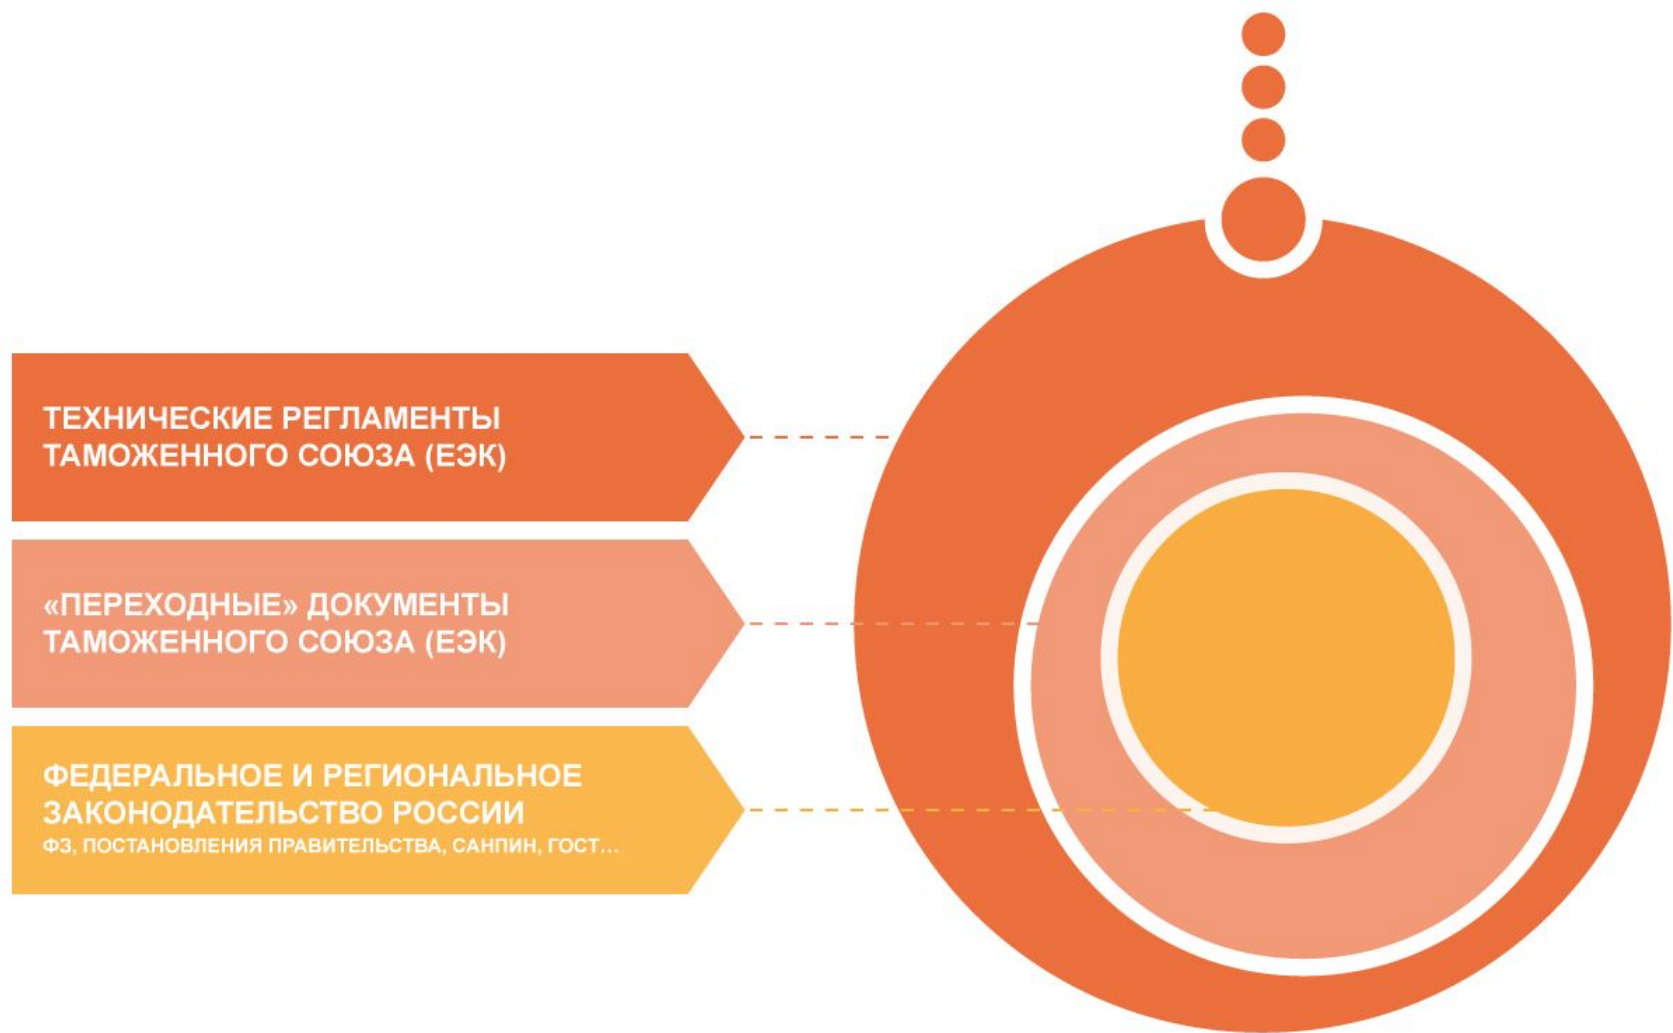 ТЕХНИЧЕСКИЕ РЕГЛАМЕНТЫ
ТАМОЖЕННОГО СОЮЗА (ЕЭК)
«ПЕРЕХОДНЫЕ» ДОКУМЕНТЫ
ТАМОЖЕННОГО СОЮЗА (ЕЭК)
ФЕДЕРАЛЬНОЕ И РЕГИОНАЛЬНОЕ
ЗАКОНОДАТЕЛЬСТВО РОССИИ
ФЗ, ПОСТАНОВЛЕНИЯ ПРАВИТЕЛЬСТВА, САНПИН, ГОСТ...